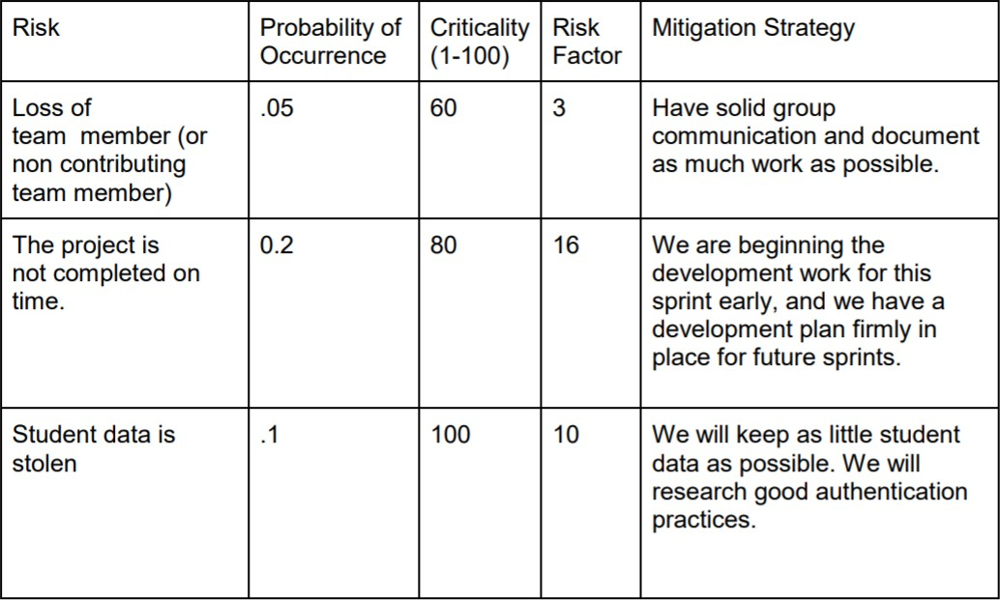 Risk
Probability of
Occurrence
Criticality
(1-100)
Risk
Factor
Mitigation Strategy
Loss of
team  member (or
non contributing
team member)
.05
60
3
Have solid group
communication and document
as much work as possible.
The project is
not completed on
time.
0.2
80
16
We are beginning the
development work for this
sprint early, and we have a
development plan firmly in
place for future sprints.
Student data is
stolen
.1
100
10
We will keep as little student
data as possible. We will
research good authentication
practices.